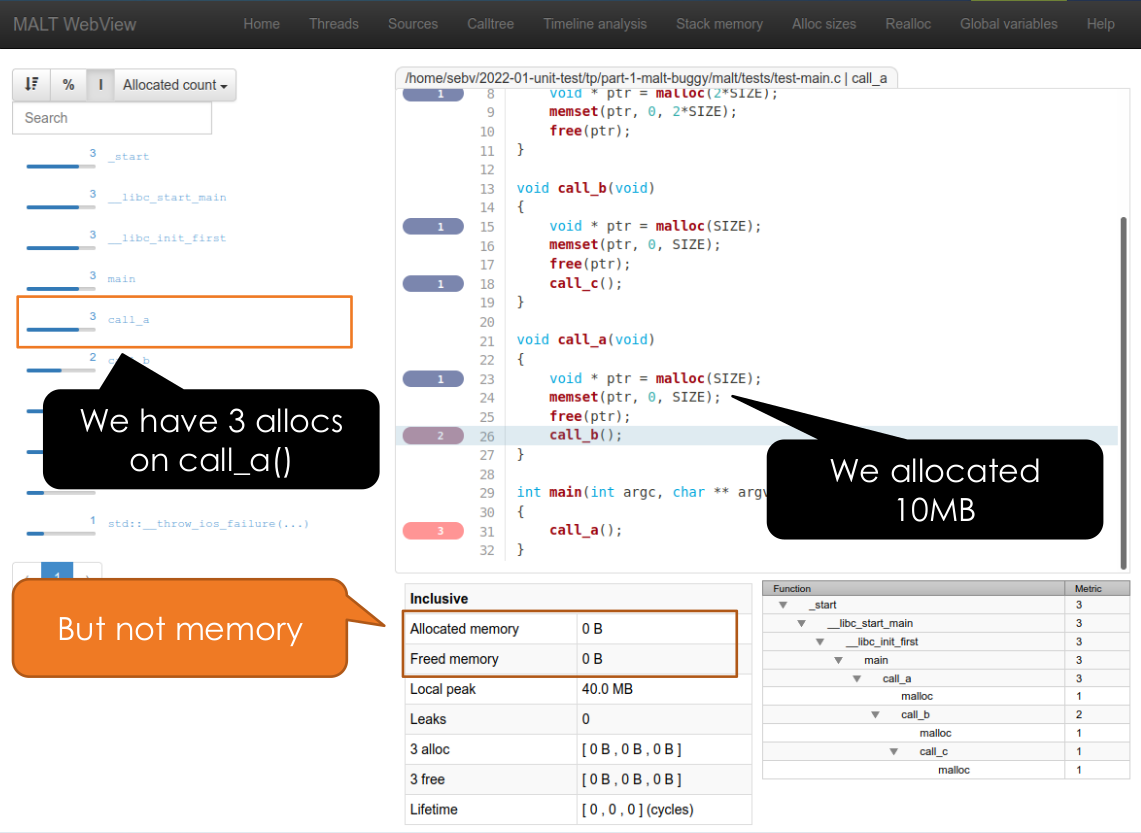 MALT WebView Home Threads Sources Calltree Timeline analysis Stack memory Alloc sizes Realloc Global variables Help
% I Allocated count
Search
3 _start
3 __libc_start_main
3 __libc_init_first
3 main
3 call_a
2
1 std::__throw_ios_failure(...)
1
We have 3 allocs
on call_a()
But not memory
/home/sebv/2022-01-unit-test/tp/part-1-malt-buggy/malt/tests/test-main.c | call_a
1 8 void * ptr = malloc(2*SIZE);
9 memset(ptr, 0, 2*SIZE);
10 free(ptr);
11 }
12
13 void call_b(void)
14 {
1 15 void * ptr = malloc(SIZE);
16 memset(ptr, 0, SIZE);
17 free(ptr);
1 18 call_c();
19 }
20
21 void call_a(void)
22 {
1 23 void * ptr = malloc(SIZE);
24 memset(ptr, 0, SIZE);
25 free(ptr);
2 26 call_b();
27 }
28
29 int main(int argc, char ** argv
30 {
3 31 call_a();
32 }
We allocated
10MB
Inclusive
Allocated memory 0 B
Freed memory 0 B
Local peak 40.0 MB
Leaks 0
3 alloc [ 0 B , 0 B , 0 B ]
3 free [ 0 B , 0 B , 0 B ]
Lifetime [ 0 , 0 , 0 ] (cycles)
Function Metric
_start 3
__libc_start_main 3
__libc_init_first 3
main 3
call_a 3
malloc 1
call_b 2
malloc 1
call_c 1
malloc 1